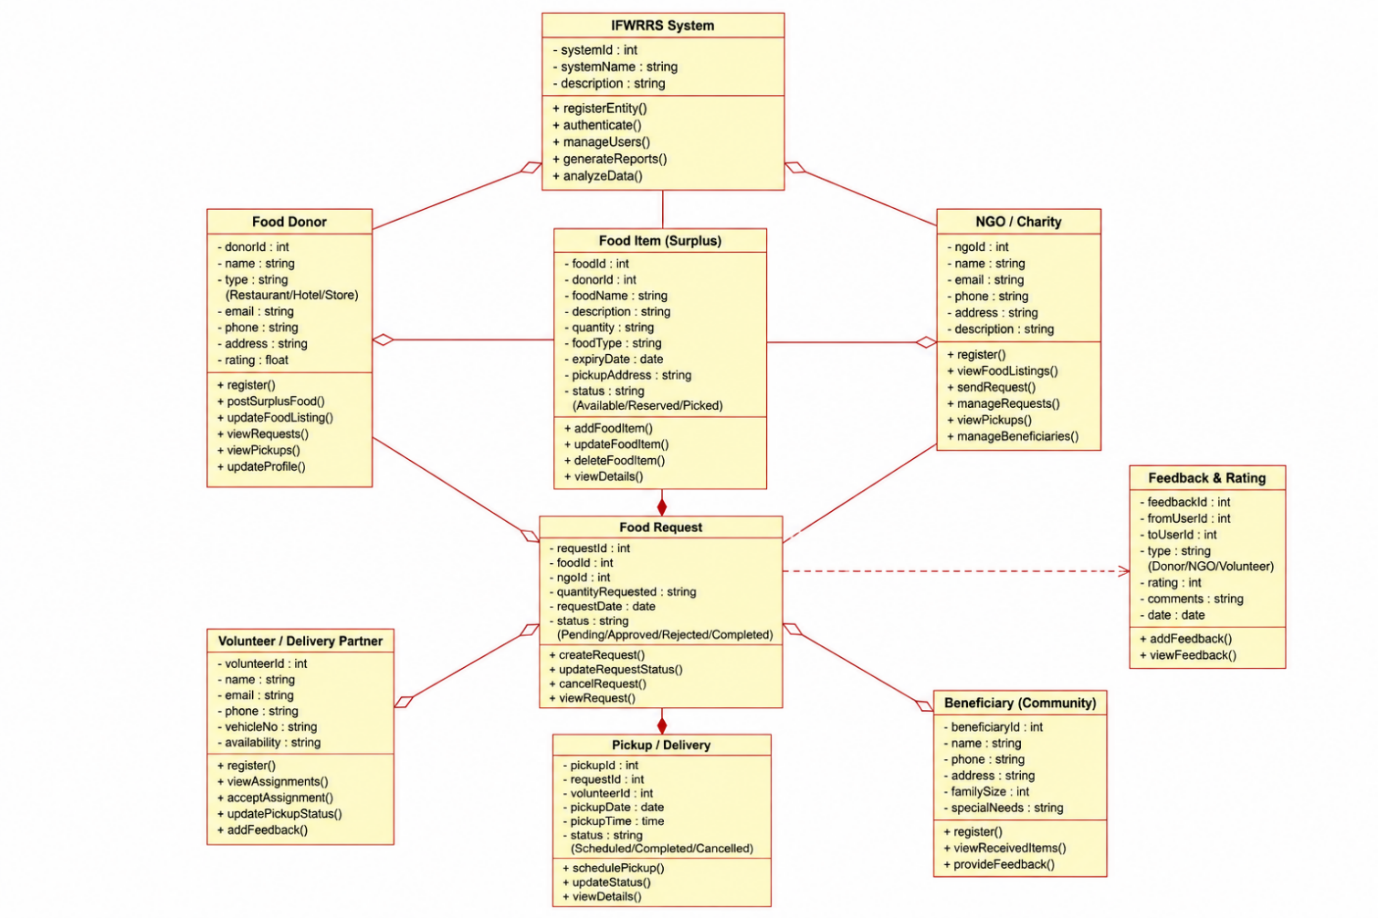 IFWRRS System
- systemId : int
- systemName : string
- description : string
+ registerEntity()
+ authenticate()
+ manageUsers()
+ generateReports()
+ analyzeData()
Food Donor
- donorId : int
- name : string
- type : string
(Restaurant/Hotel/Store)
- email : string
- phone : string
- address : string
- rating : float
+ register()
+ postSurplusFood()
+ updateFoodListing()
+ viewRequests()
+ viewPickups()
+ updateProfile()
Food Item (Surplus)
- foodId : int
- donorId : int
- foodName : string
- description : string
- quantity : string
- foodType : string
- expiryDate : date
- pickupAddress : string
- status : string
(Available/Reserved/Picked)
+ addFoodItem()
+ updateFoodItem()
+ deleteFoodItem()
+ viewDetails()
NGO / Charity
- ngoId : int
- name : string
- email : string
- phone : string
- address : string
- description : string
+ register()
+ viewFoodListings()
+ sendRequest()
+ manageRequests()
+ viewPickups()
+ manageBeneficiaries()
Feedback & Rating
- feedbackId : int
- fromUserId : int
- toUserId : int
- type : string
(Donor/NGO/Volunteer)
- rating : int
- comments : string
- date : date
+ addFeedback()
+ viewFeedback()
Food Request
- requestId : int
- foodId : int
- ngoId : int
- quantityRequested : string
- requestDate : date
- status : string
(Pending/Approved/Rejected/Completed)
+ createRequest()
+ updateRequestStatus()
+ cancelRequest()
+ viewRequest()
Volunteer / Delivery Partner
- volunteerId : int
- name : string
- email : string
- phone : string
- vehicleNo : string
- availability : string
+ register()
+ viewAssignments()
+ acceptAssignment()
+ updatePickupStatus()
+ addFeedback()
Pickup / Delivery
- pickupId : int
- requestId : int
- volunteerId : int
- pickupDate : date
- pickupTime : time
- status : string
(Scheduled/Completed/Cancelled)
+ schedulePickup()
+ updateStatus()
+ viewDetails()
Beneficiary (Community)
- beneficiaryId : int
- name : string
- phone : string
- address : string
- familySize : int
- specialNeeds : string
+ register()
+ viewReceivedItems()
+ provideFeedback()